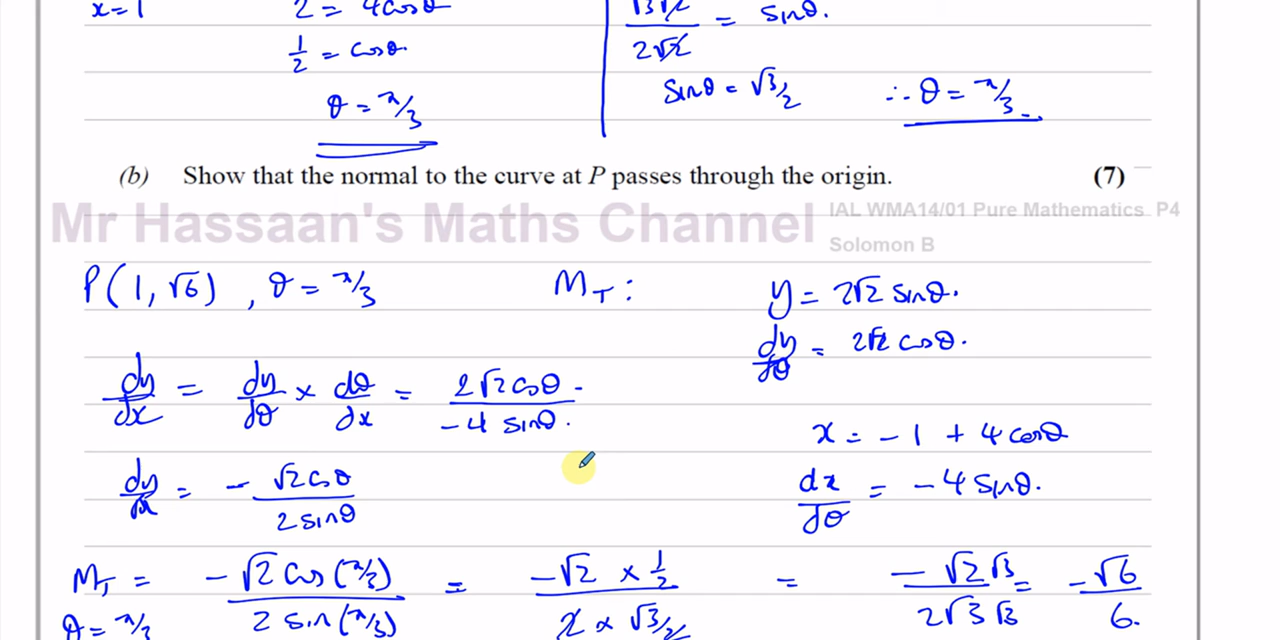 x = 1
2 = 4cosθ
1/2 = cosθ
θ = π/3
√3√2/2√2 = sinθ.
sinθ = √3/2
∴ θ = π/3
(b) Show that the normal to the curve at P passes through the origin. (7)
Mr Hassaan's Maths Channel
IAL WMA14/01 Pure Mathematics P4
Solomon B
P(1, √6), θ = π/3
M_T :
y = 2√2 sinθ.
dy/dθ = 2√2 cosθ.
dy/dx = dy/dθ × dθ/dx = 2√2 cosθ / -4 sinθ.
x = -1 + 4cosθ
dy/dx = - √2 cosθ / 2 sinθ
dx/dθ = -4 sinθ.
M_T = -√2 cos(π/3) / 2 sin(π/3) = -√2 × 1/2 / 2 × √3/2 = -√2 √3 / 2√3 √3 = -√6/6.
θ = π/3